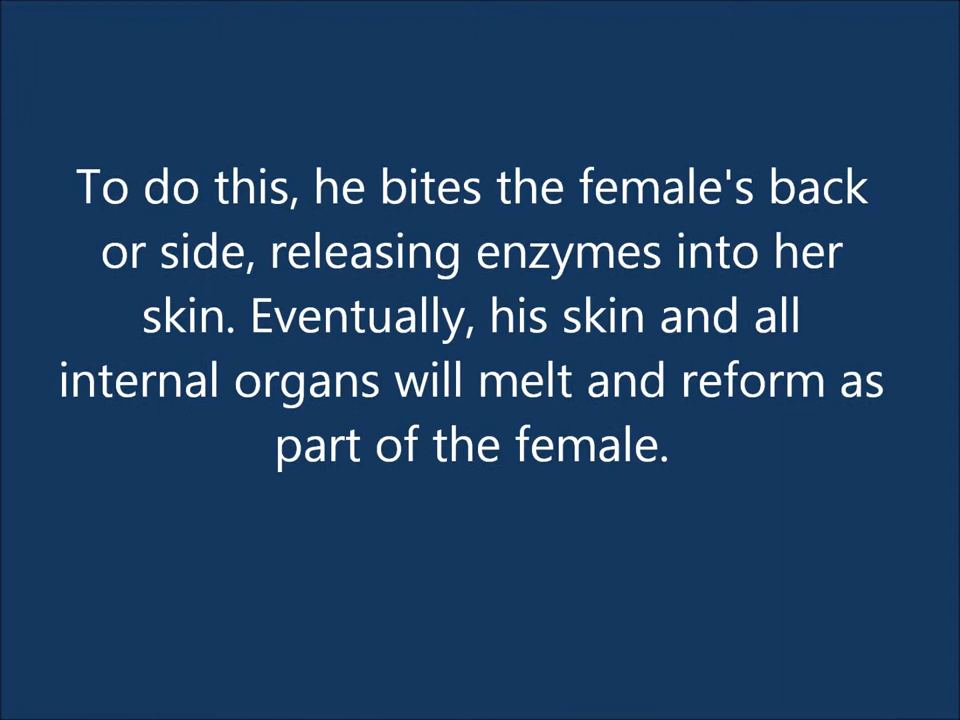 To do this, he bites the female's back
or side, releasing enzymes into her
skin. Eventually, his skin and all
internal organs will melt and reform as
part of the female.